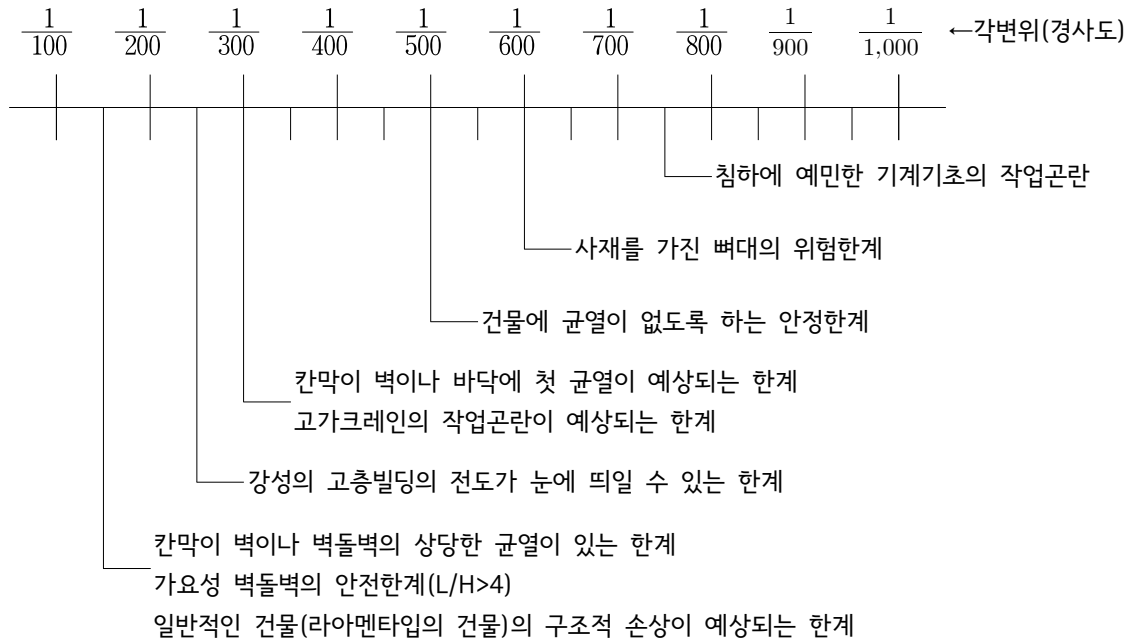 1/100 1/200 1/300 1/400 1/500 1/600 1/700 1/800 1/900 1/1,000 ←각변위(경사도)
침하에 예민한 기계기초의 작업곤란
사재를 가진 뼈대의 위험한계
건물에 균열이 없도록 하는 안정한계
칸막이 벽이나 바닥에 첫 균열이 예상되는 한계
고가크레인의 작업곤란이 예상되는 한계
강성의 고층빌딩의 전도가 눈에 띄일 수 있는 한계
칸막이 벽이나 벽돌벽의 상당한 균열이 있는 한계
가요성 벽돌벽의 안전한계(L/H>4)
일반적인 건물(라아멘타입의 건물)의 구조적 손상이 예상되는 한계